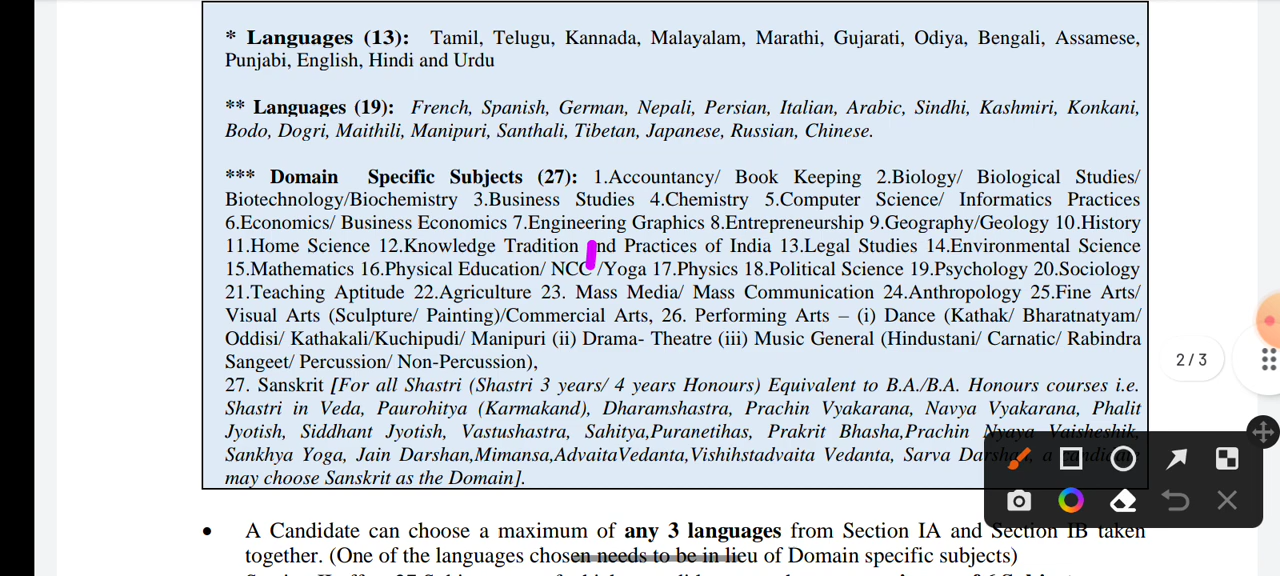 * Languages (13): Tamil, Telugu, Kannada, Malayalam, Marathi, Gujarati, Odiya, Bengali, Assamese,
Punjabi, English, Hindi and Urdu
** Languages (19): French, Spanish, German, Nepali, Persian, Italian, Arabic, Sindhi, Kashmiri, Konkani,
Bodo, Dogri, Maithili, Manipuri, Santhali, Tibetan, Japanese, Russian, Chinese.
*** Domain Specific Subjects (27): 1.Accountancy/ Book Keeping 2.Biology/ Biological Studies/
Biotechnology/Biochemistry 3.Business Studies 4.Chemistry 5.Computer Science/ Informatics Practices
6.Economics/ Business Economics 7.Engineering Graphics 8.Entrepreneurship 9.Geography/Geology 10.History
11.Home Science 12.Knowledge Tradition and Practices of India 13.Legal Studies 14.Environmental Science
15.Mathematics 16.Physical Education/ NCC /Yoga 17.Physics 18.Political Science 19.Psychology 20.Sociology
21.Teaching Aptitude 22.Agriculture 23. Mass Media/ Mass Communication 24.Anthropology 25.Fine Arts/
Visual Arts (Sculpture/ Painting)/Commercial Arts, 26. Performing Arts – (i) Dance (Kathak/ Bharatnatyam/
Oddisi/ Kathakali/Kuchipudi/ Manipuri (ii) Drama- Theatre (iii) Music General (Hindustani/ Carnatic/ Rabindra
Sangeet/ Percussion/ Non-Percussion),
2/3
27. Sanskrit [For all Shastri (Shastri 3 years/ 4 years Honours) Equivalent to B.A./B.A. Honours courses i.e.
Shastri in Veda, Paurohitya (Karmakand), Dharamshastra, Prachin Vyakarana, Navya Vyakarana, Phalit
Jyotish, Siddhant Jyotish, Vastushastra, Sahitya,Puranetihas, Prakrit Bhasha,Prachin Nyaya Vaisheshik,
Sankhya Yoga, Jain Darshan,Mimansa,AdvaitaVedanta,Vishihstadvaita Vedanta, Sarva Darshan, a candidate
may choose Sanskrit as the Domain].
• A Candidate can choose a maximum of any 3 languages from Section IA and Section IB taken
together. (One of the languages chosen needs to be in lieu of Domain specific subjects)